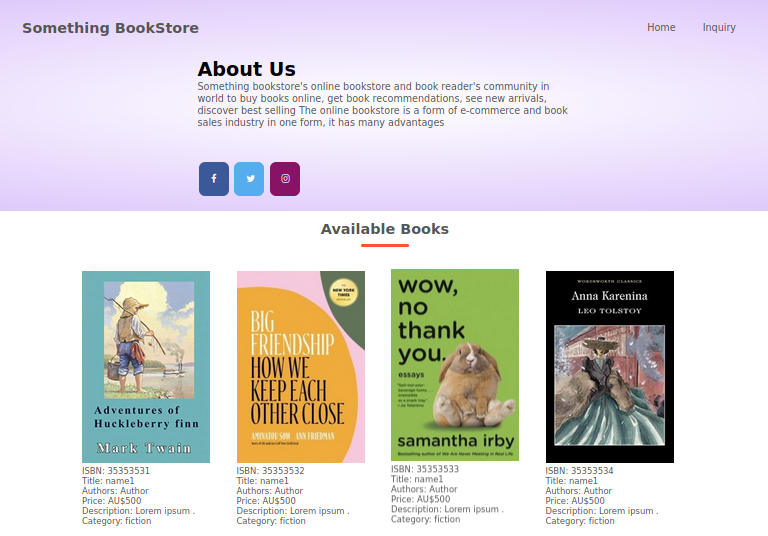 Something BookStore
Home
Inquiry
About Us
Something bookstore's online bookstore and book reader's community in
world to buy books online, get book recommendations, see new arrivals,
discover best selling The online bookstore is a form of e-commerce and book
sales industry in one form, it has many advantages
Available Books
Adventures of
Huckleberry finn
Mark Twain
ISBN: 35353531
Title: name1
Authors: Author
Price: AU$500
Description: Lorem ipsum .
Category: fiction
NEW YORK
TIMES
BIG
FRIENDSHIP
HOW WE
KEEP EACH
OTHER CLOSE
AMINATOU SOW
ANN FRIEDMAN
ISBN: 35353532
Title: name1
Authors: Author
Price: AU$500
Description: Lorem ipsum .
Category: fiction
wow,
no
thank
you.
essays
samantha irby
Bestselling author of We Are Never Meeting in Real Life.
ISBN: 35353533
Title: name1
Authors: Author
Price: AU$500
Description: Lorem ipsum .
Category: fiction
WORDSWORTH CLASSICS
Anna Karenina
LEO TOLSTOY
ISBN: 35353534
Title: name1
Authors: Author
Price: AU$500
Description: Lorem ipsum .
Category: fiction